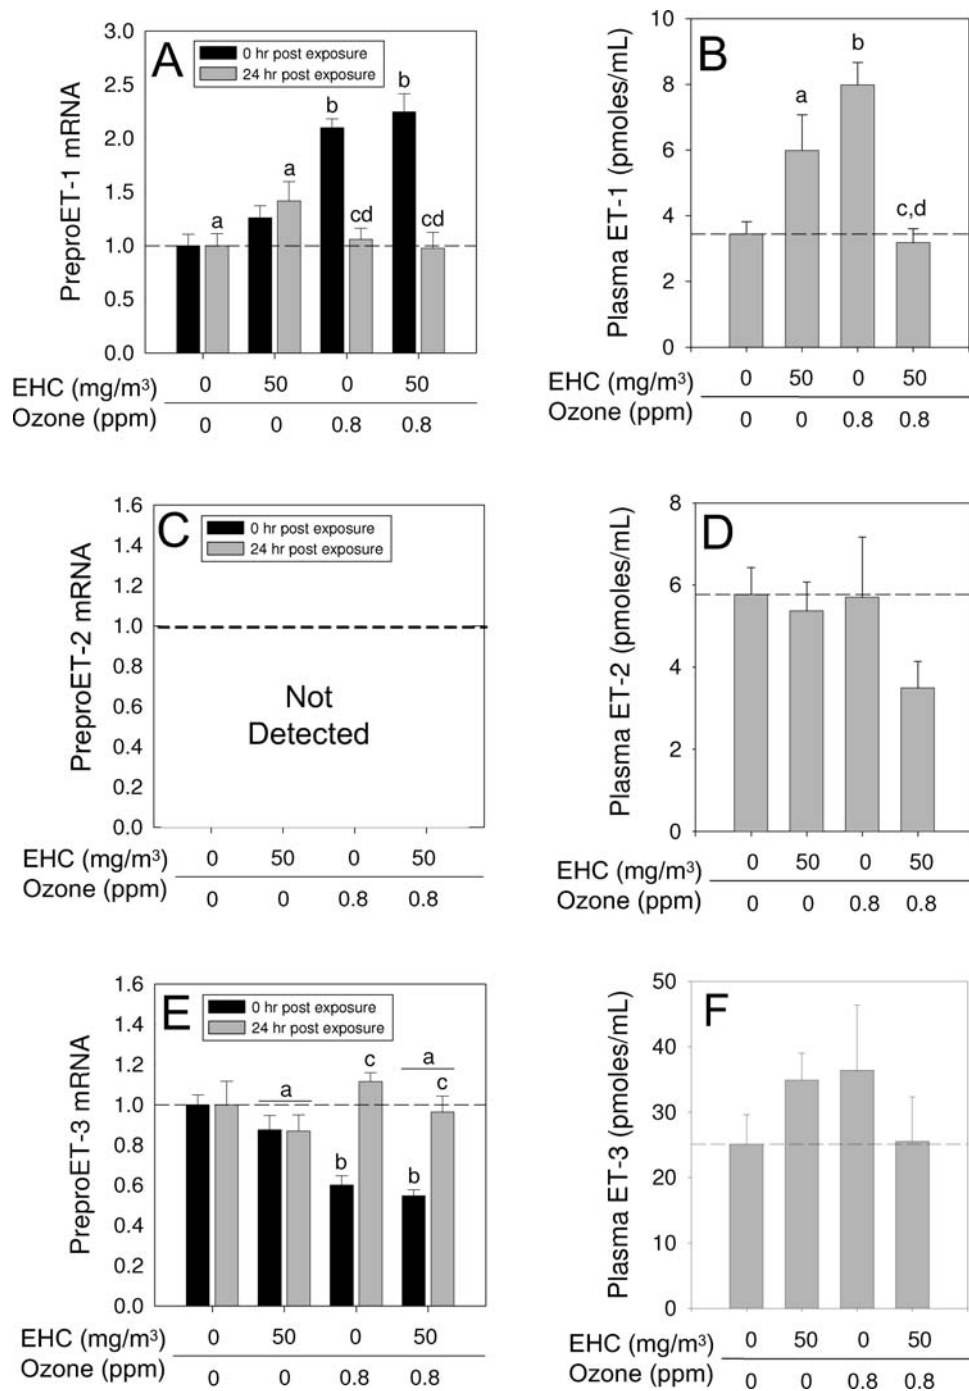 A
PreproET-1 mRNA
0 hr post exposure
24 hr post exposure
3.0
2.5
2.0
1.5
1.0
0.5
0.0
a
a
b
cd
b
cd
EHC (mg/m³) 0 50 0 50
Ozone (ppm) 0 0 0.8 0.8
B
Plasma ET-1 (pmoles/mL)
10
8
6
4
2
0
a
b
c,d
EHC (mg/m³) 0 50 0 50
Ozone (ppm) 0 0 0.8 0.8
C
PreproET-2 mRNA
0 hr post exposure
24 hr post exposure
1.6
1.4
1.2
1.0
0.8
0.6
0.4
0.2
0.0
Not
Detected
EHC (mg/m³) 0 50 0 50
Ozone (ppm) 0 0 0.8 0.8
D
Plasma ET-2 (pmoles/mL)
8
6
4
2
0
EHC (mg/m³) 0 50 0 50
Ozone (ppm) 0 0 0.8 0.8
E
PreproET-3 mRNA
0 hr post exposure
24 hr post exposure
1.6
1.4
1.2
1.0
0.8
0.6
0.4
0.2
0.0
a
b
c
a
b
c
EHC (mg/m³) 0 50 0 50
Ozone (ppm) 0 0 0.8 0.8
F
Plasma ET-3 (pmoles/mL)
50
40
30
20
10
0
EHC (mg/m³) 0 50 0 50
Ozone (ppm) 0 0 0.8 0.8